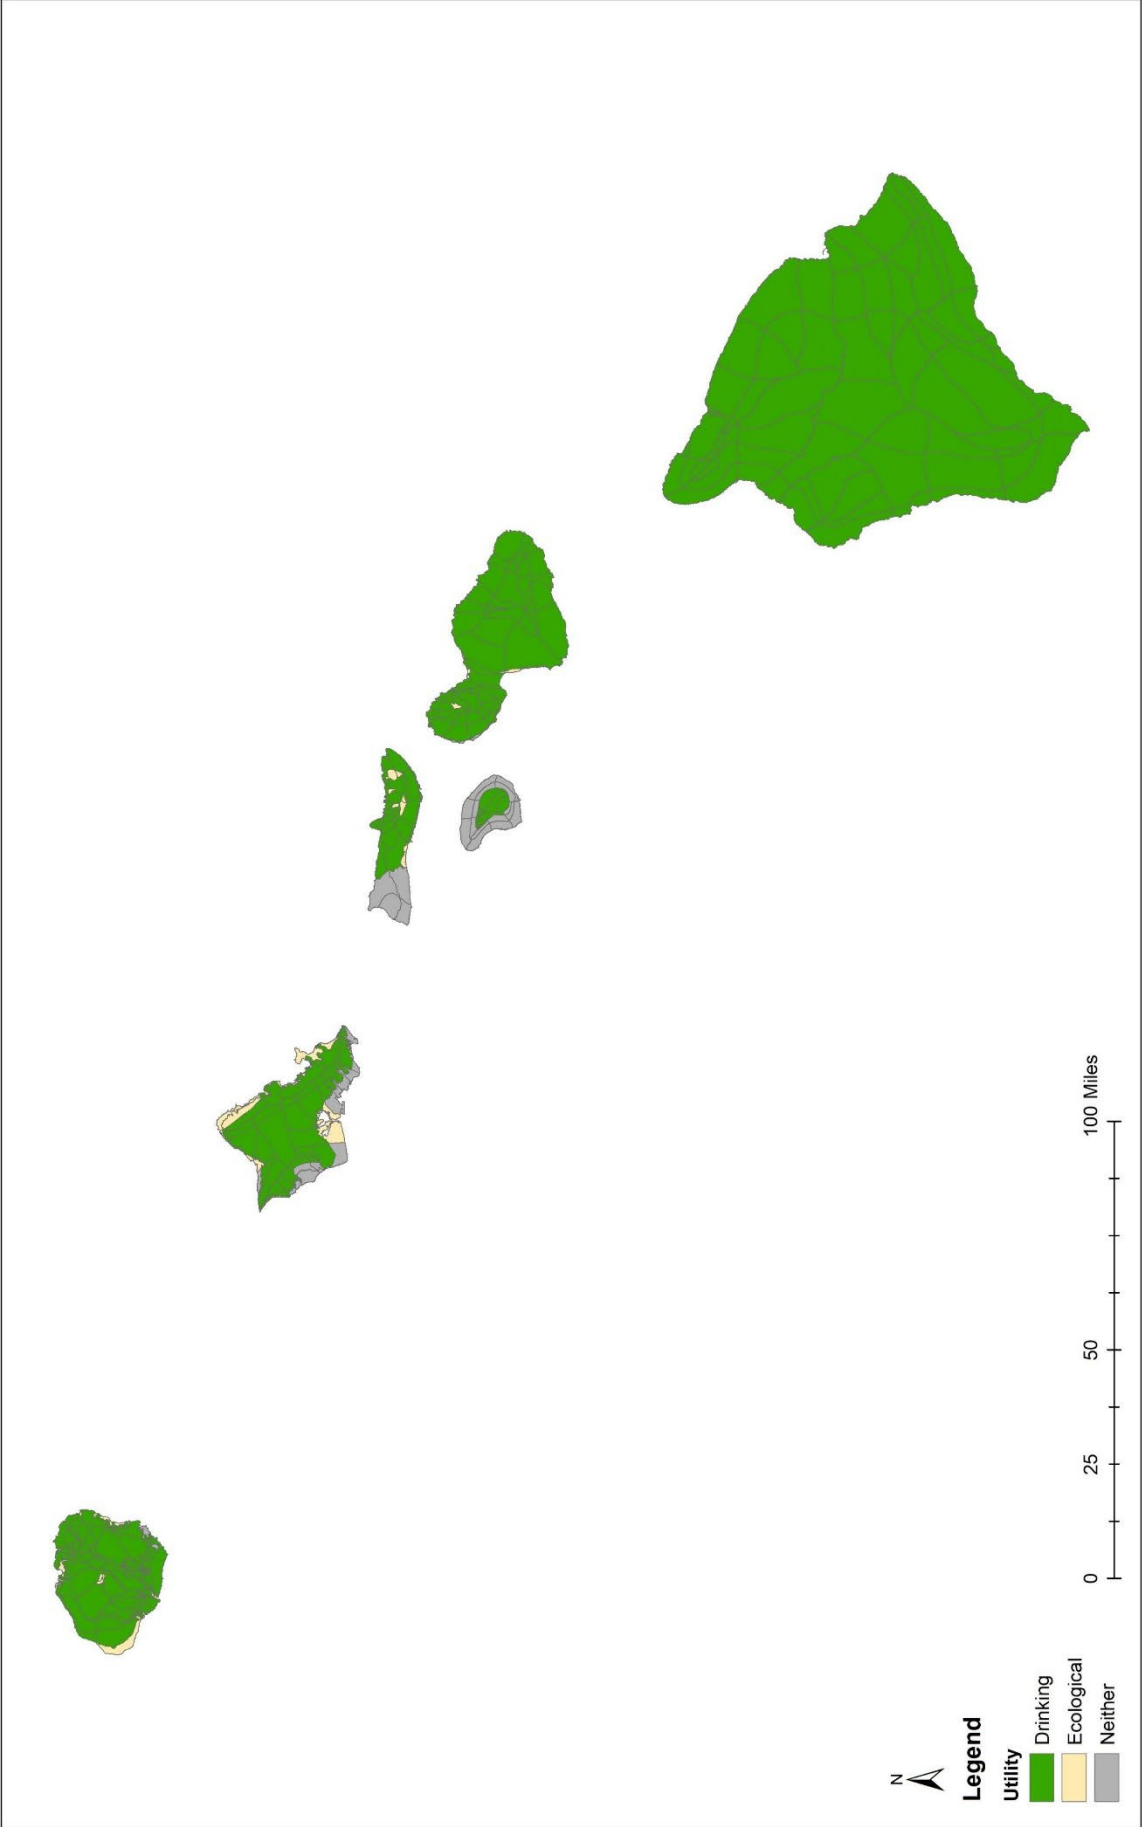 N
Legend
Utility
Drinking
Ecological
Neither
0 25 50 100 Miles